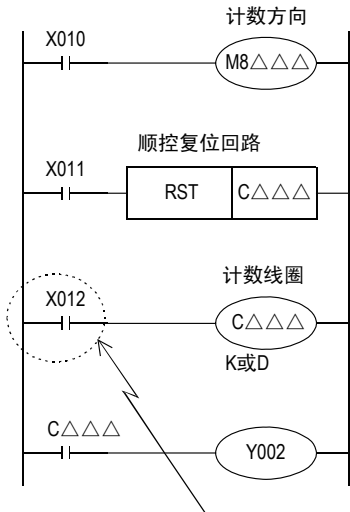 计数方向
X010
M8△△△
顺控复位回路
X011
RST C△△△
计数线圈
X012
C△△△
K或D
C△△△
Y002